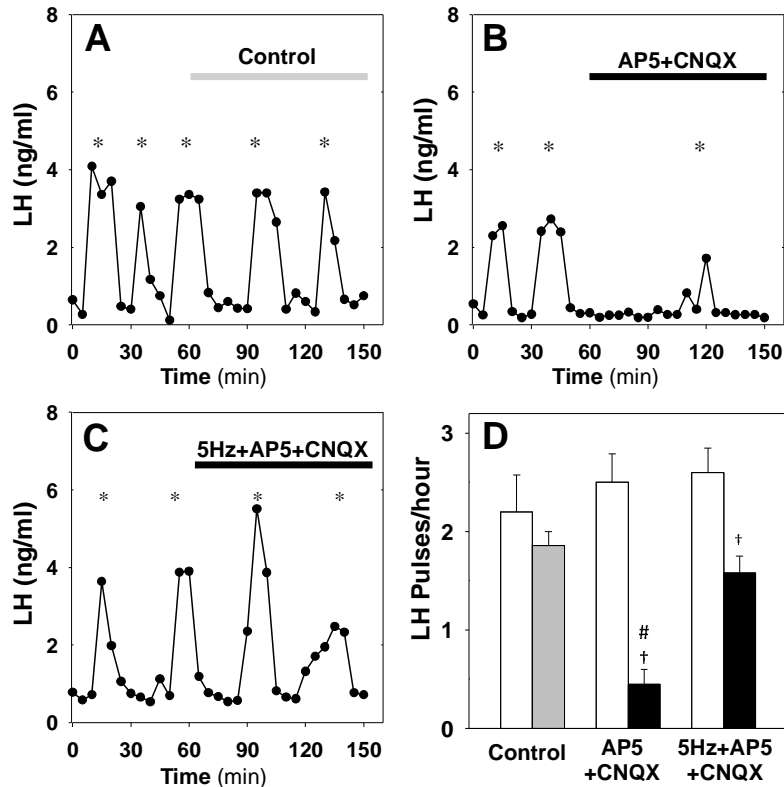 A
Control
LH (ng/ml)
* * * * *
8
6
4
2
0
0 30 60 90 120 150
Time (min)
B
AP5+CNQX
LH (ng/ml)
* * *
8
6
4
2
0
0 30 60 90 120 150
Time (min)
C
5Hz+AP5+CNQX
LH (ng/ml)
* * * *
8
6
4
2
0
0 30 60 90 120 150
Time (min)
D
LH Pulses/hour
3
2
1
0
#
†
†
Control
AP5
+CNQX
5Hz+AP5
+CNQX